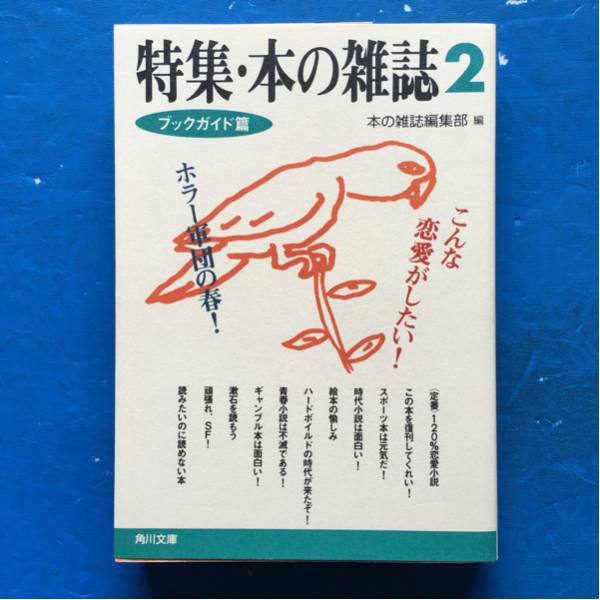 特集・本の雑誌2
ブックガイド篇
本の雑誌編集部 編
こんな
恋愛がしたい!
ホラー軍団の春!
〈定番〉120%恋愛小説
この本を復刊してくれい!
スポーツ本は元気だ!
時代小説は面白い!
絵本の愉しみ
ハードボイルドの時代が来たぞ!
青春小説は不滅である!
ギャンブル本は面白い!
漱石を読もう
頑張れ、SF!
読みたいのに読めない本
角川文庫